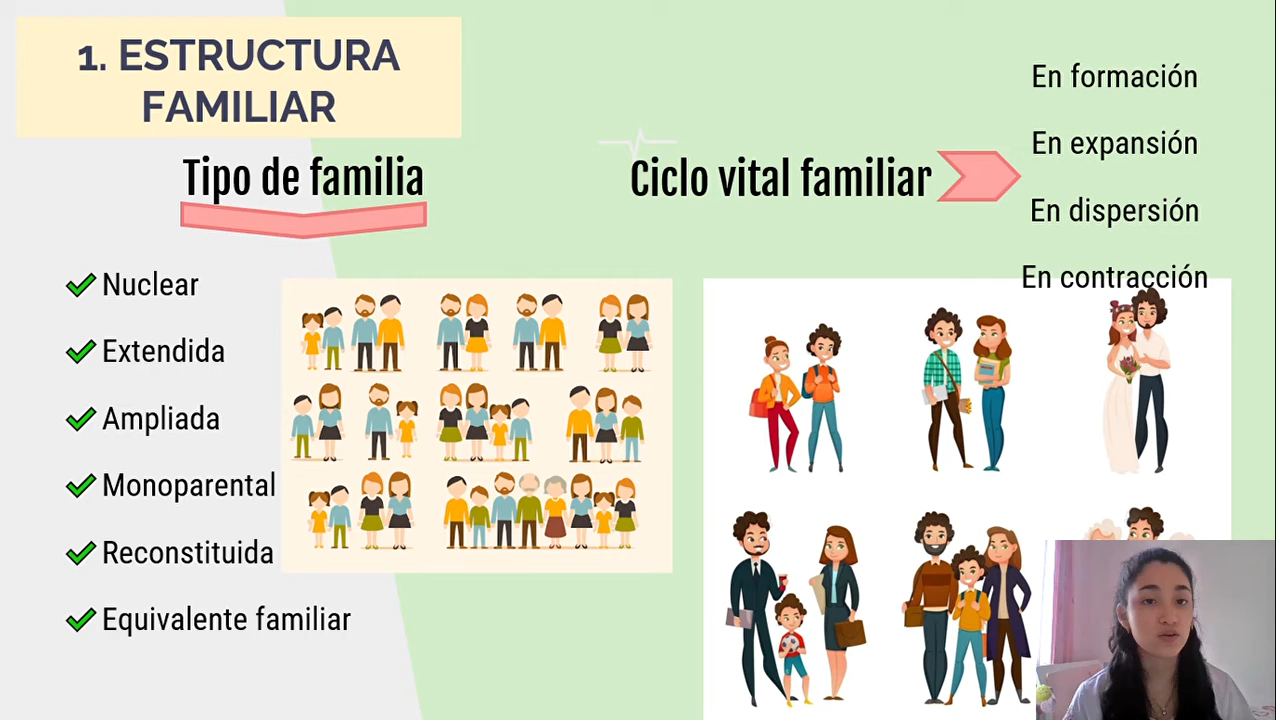 1. ESTRUCTURA
FAMILIAR
Tipo de familia
Nuclear
Extendida
Ampliada
Monoparental
Reconstituida
Equivalente familiar
Ciclo vital familiar
En formación
En expansión
En dispersión
En contracción